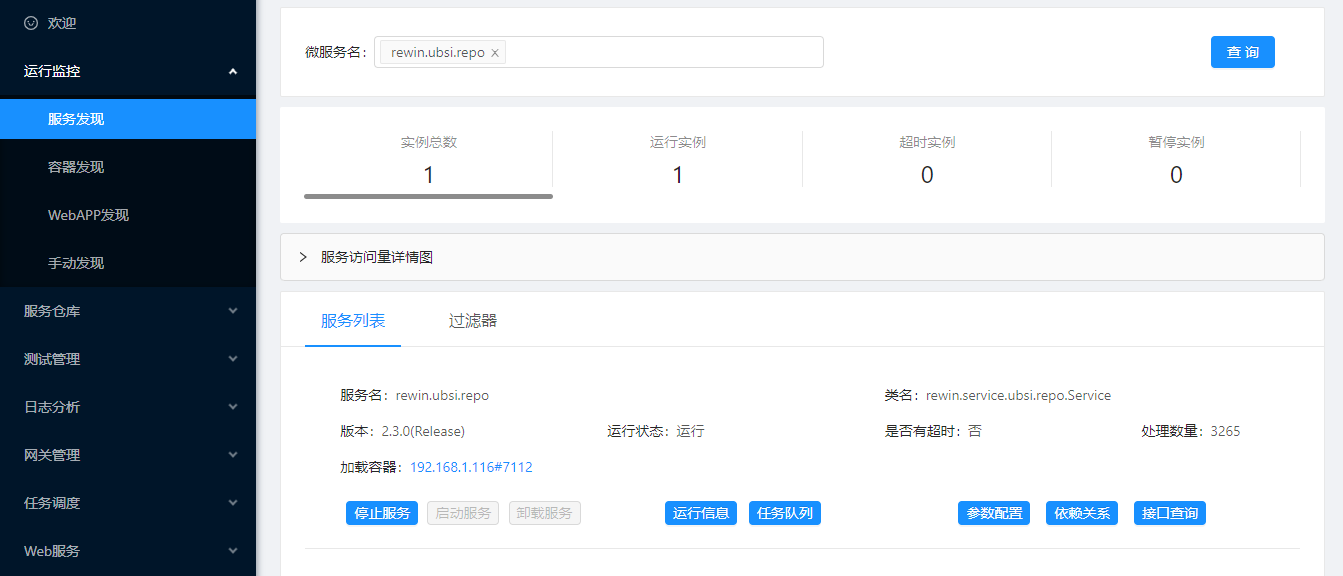 欢迎
运行监控
服务发现
容器发现
WebAPP发现
手动发现
服务仓库
测试管理
日志分析
网关管理
任务调度
Web服务
微服务名： rewin.ubsi.repo × 查 询
实例总数 运行实例 超时实例 暂停实例
1 1 0 0
服务访问量详情图
服务列表 过滤器
服务名：rewin.ubsi.repo 类名：rewin.service.ubsi.repo.Service
版本：2.3.0(Release) 运行状态：运行 是否有超时：否 处理数量：3265
加载容器：192.168.1.116#7112
停止服务 启动服务 卸载服务 运行信息 任务队列 参数配置 依赖关系 接口查询